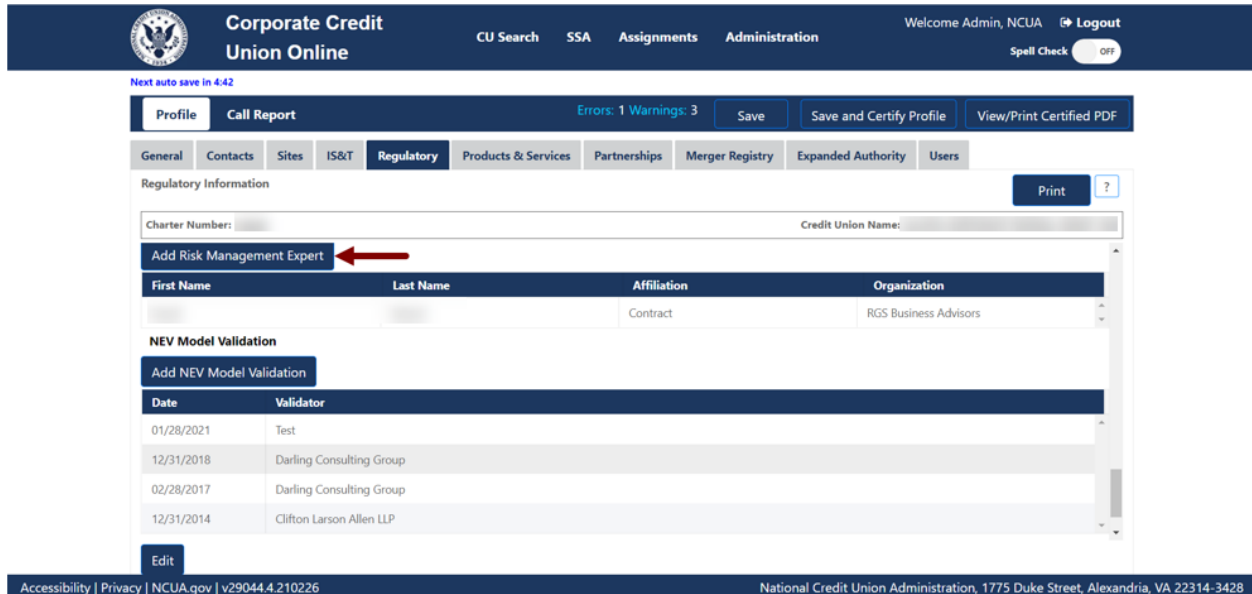 Corporate Credit
Union Online
CU Search SSA Assignments Administration
Welcome Admin, NCUA Logout
Spell Check OFF
Next auto save in 4:42
Profile Call Report Errors: 1 Warnings: 3 Save Save and Certify Profile View/Print Certified PDF
General Contacts Sites IS&T Regulatory Products & Services Partnerships Merger Registry Expanded Authority Users
Regulatory Information
Print ?
Charter Number: Credit Union Name:
Add Risk Management Expert
First Name Last Name Affiliation Organization
Contract RGS Business Advisors
NEV Model Validation
Add NEV Model Validation
Date Validator
01/28/2021 Test
12/31/2018 Darling Consulting Group
02/28/2017 Darling Consulting Group
12/31/2014 Clifton Larson Allen LLP
Edit
Accessibility | Privacy | NCUA.gov | v29044.4.210226 National Credit Union Administration, 1775 Duke Street, Alexandria, VA 22314-3428